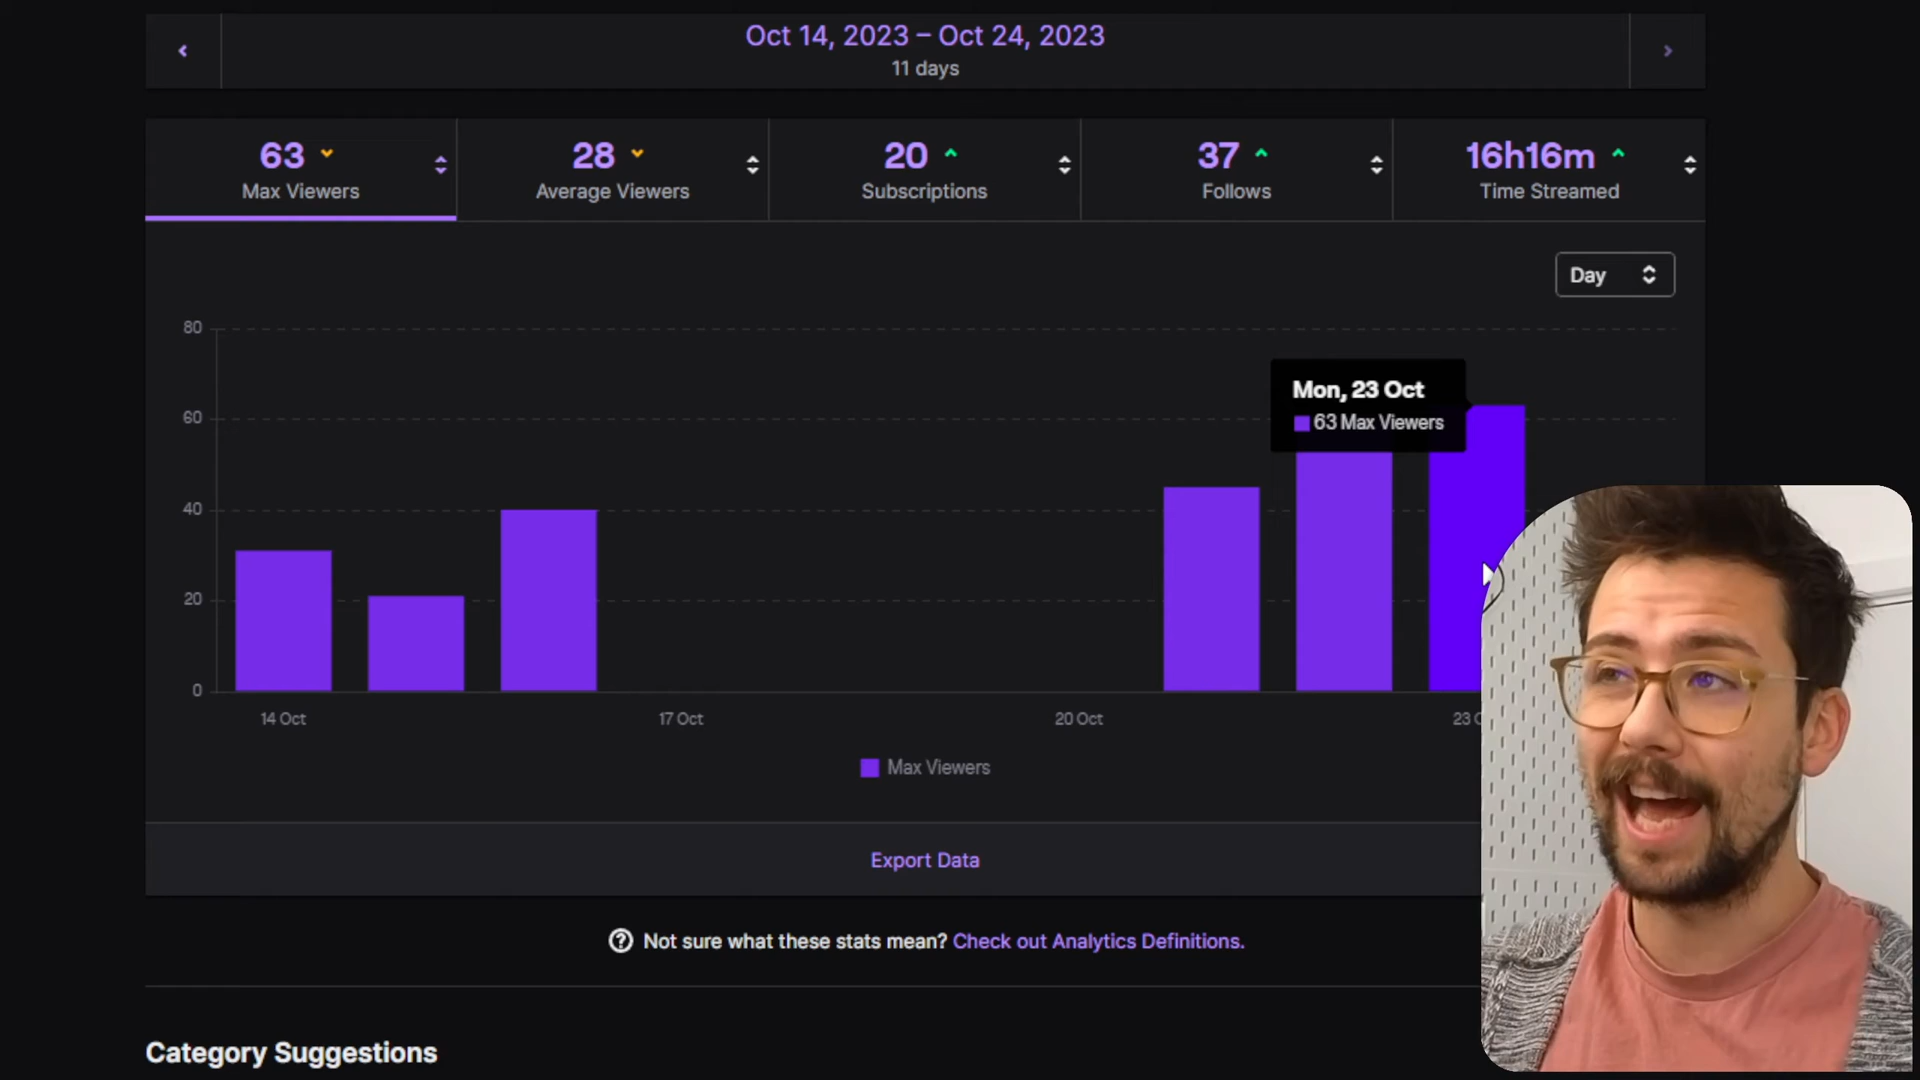 Oct 14, 2023 – Oct 24, 2023
11 days
63
Max Viewers
28
Average Viewers
20
Subscriptions
37
Follows
16h16m
Time Streamed
Day
80
60
40
20
0
Mon, 23 Oct
63 Max Viewers
14 Oct
17 Oct
20 Oct
23
Max Viewers
Export Data
Not sure what these stats mean? Check out Analytics Definitions.
Category Suggestions